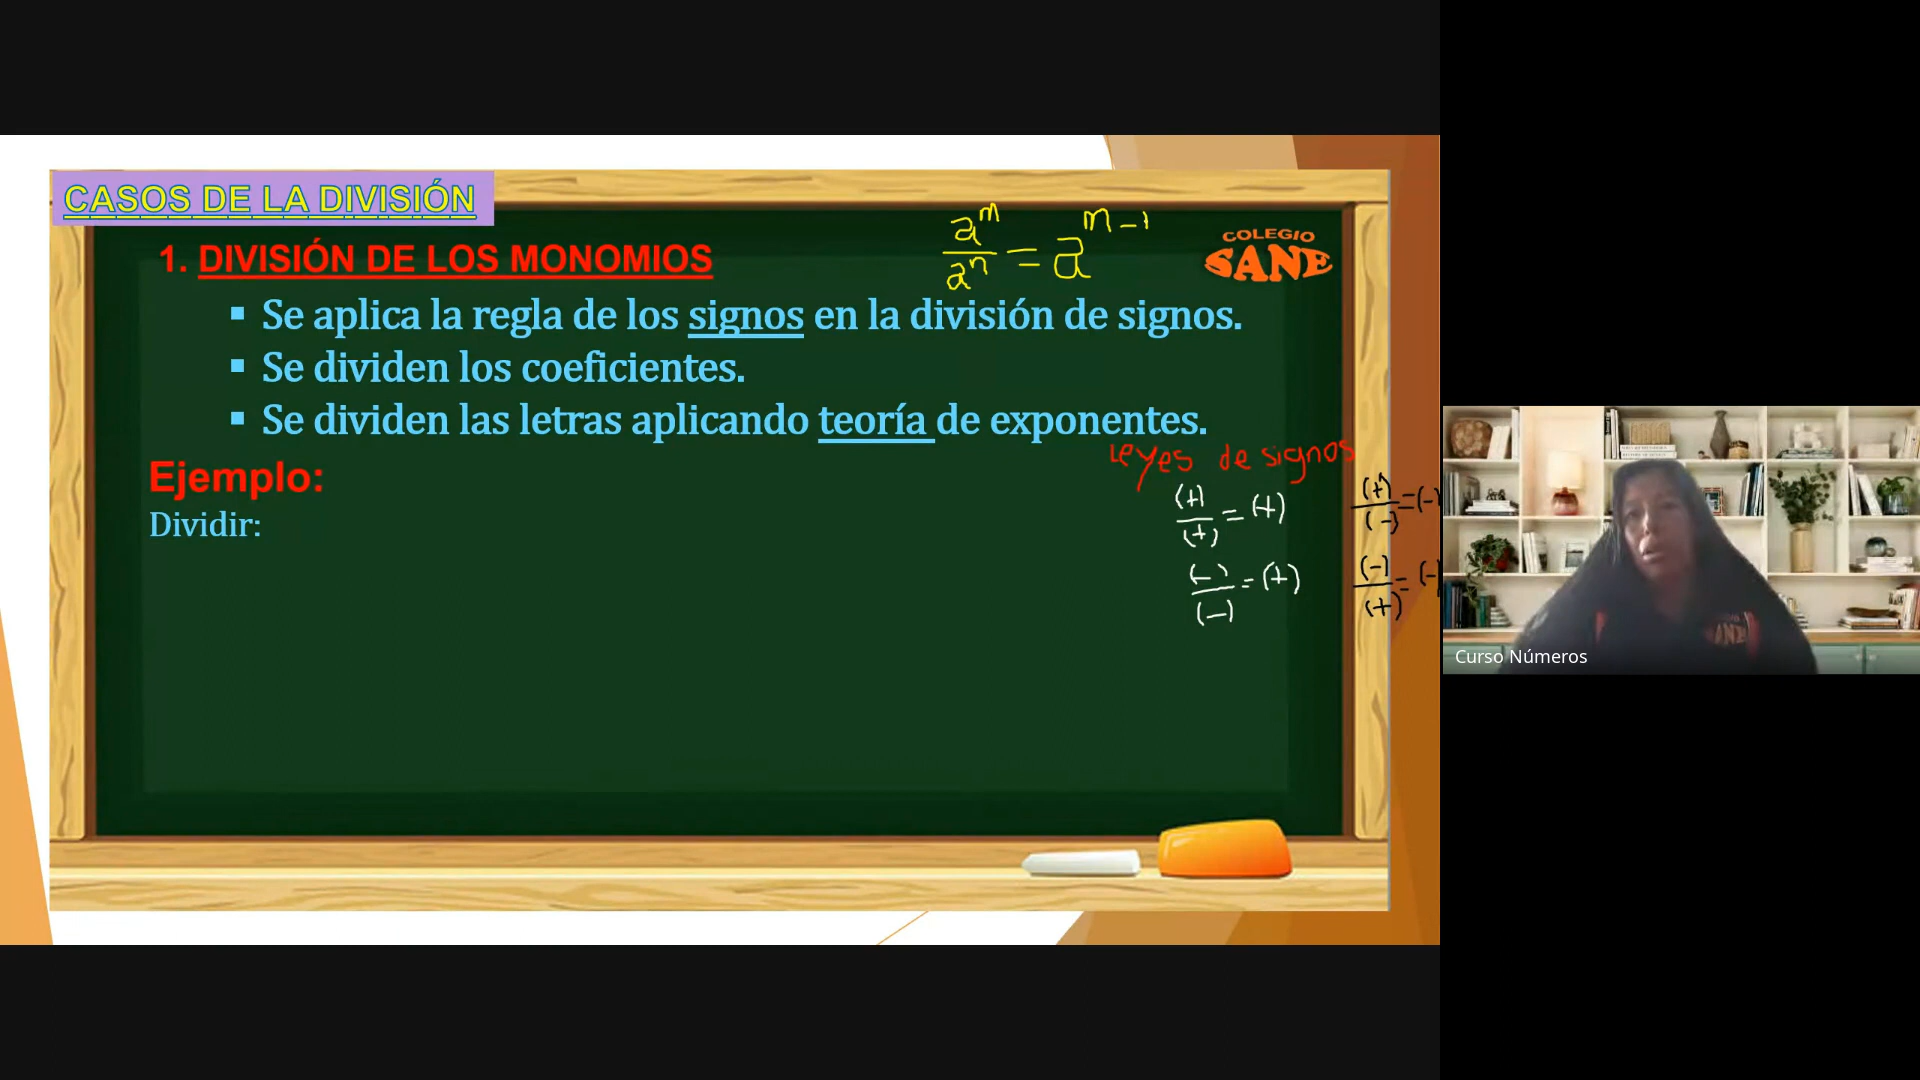 CASOS DE LA DIVISIÓN
a^m/a^n = a^m-1
COLEGIO
SANE
1. DIVISIÓN DE LOS MONOMIOS
▪ Se aplica la regla de los signos en la división de signos.
▪ Se dividen los coeficientes.
▪ Se dividen las letras aplicando teoría de exponentes.
Leyes de signos
Ejemplo:
Dividir:
(+)/(+) = (+)
(+)/(-) = (-)
(-)/(-) = (+)
(-)/(+) = (-)
SANE
Curso Números